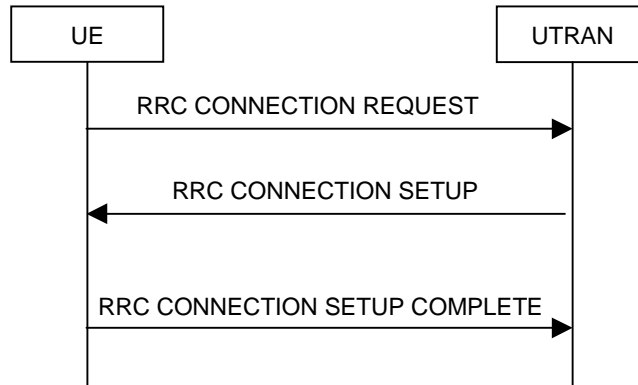 UE
UTRAN
RRC CONNECTION REQUEST
RRC CONNECTION SETUP
RRC CONNECTION SETUP COMPLETE